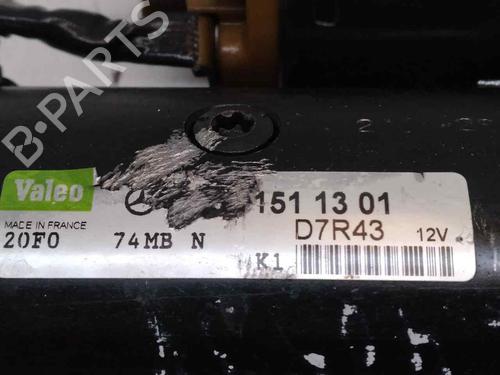 B-PARTS
Valeo
151 13 01
MADE IN FRANCE
D7R43 12V
20F0 74MB N
K1